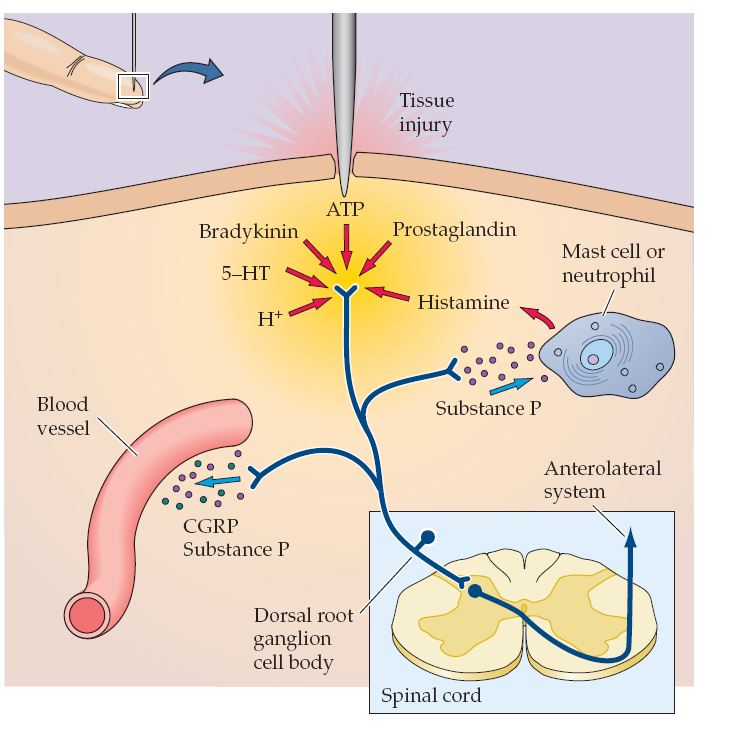 Tissue
injury
ATP
Bradykinin
Prostaglandin
5–HT
Histamine
H⁺
Mast cell or
neutrophil
Substance P
Blood
vessel
CGRP
Substance P
Anterolateral
system
Dorsal root
ganglion
cell body
Spinal cord